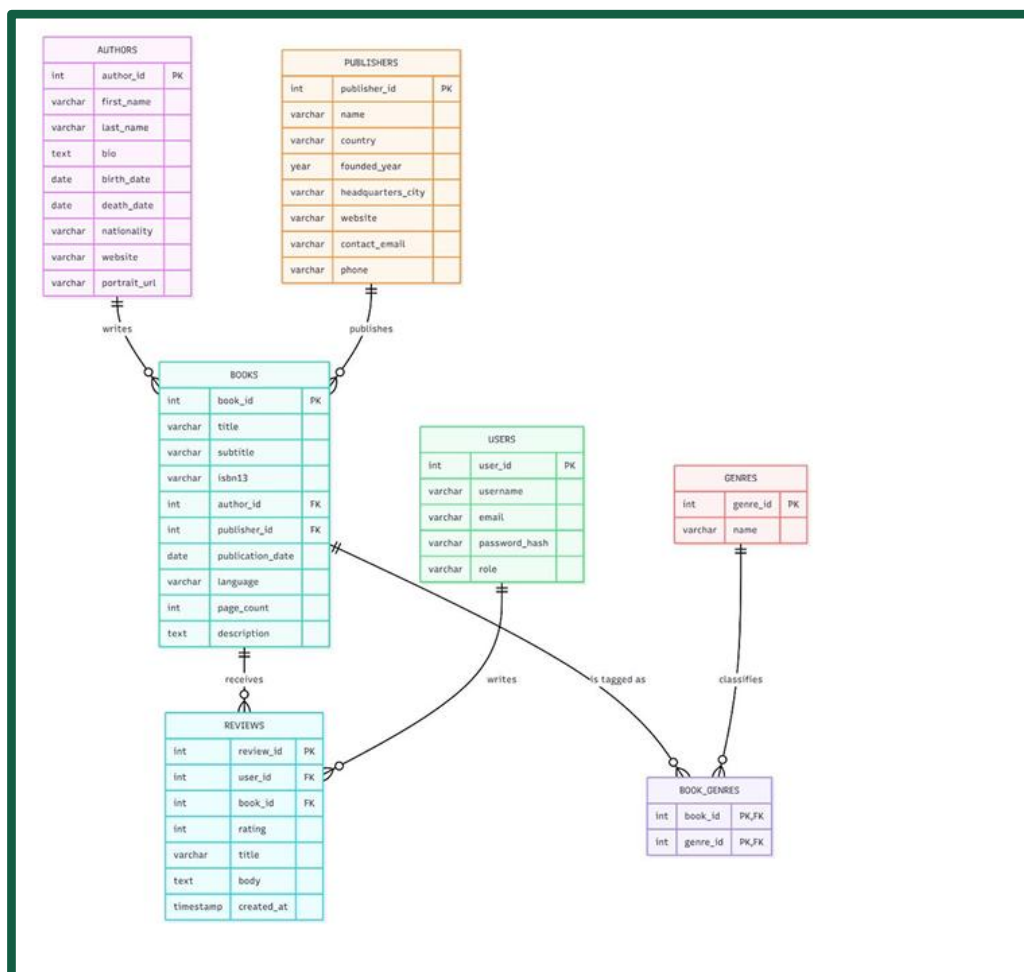 AUTHORS
int author_id PK
varchar first_name
varchar last_name
text bio
date birth_date
date death_date
varchar nationality
varchar website
varchar portrait_url
PUBLISHERS
int publisher_id PK
varchar name
varchar country
year founded_year
varchar headquarters_city
varchar website
varchar contact_email
varchar phone
writes
publishes
BOOKS
int book_id PK
varchar title
varchar subtitle
varchar isbn13
int author_id FK
int publisher_id FK
date publication_date
varchar language
int page_count
text description
USERS
int user_id PK
varchar username
varchar email
varchar password_hash
varchar role
GENRES
int genre_id PK
varchar name
receives
writes
is tagged as
classifies
REVIEWS
int review_id PK
int user_id FK
int book_id FK
int rating
varchar title
text body
timestamp created_at
BOOK_GENRES
int book_id PK,FK
int genre_id PK,FK